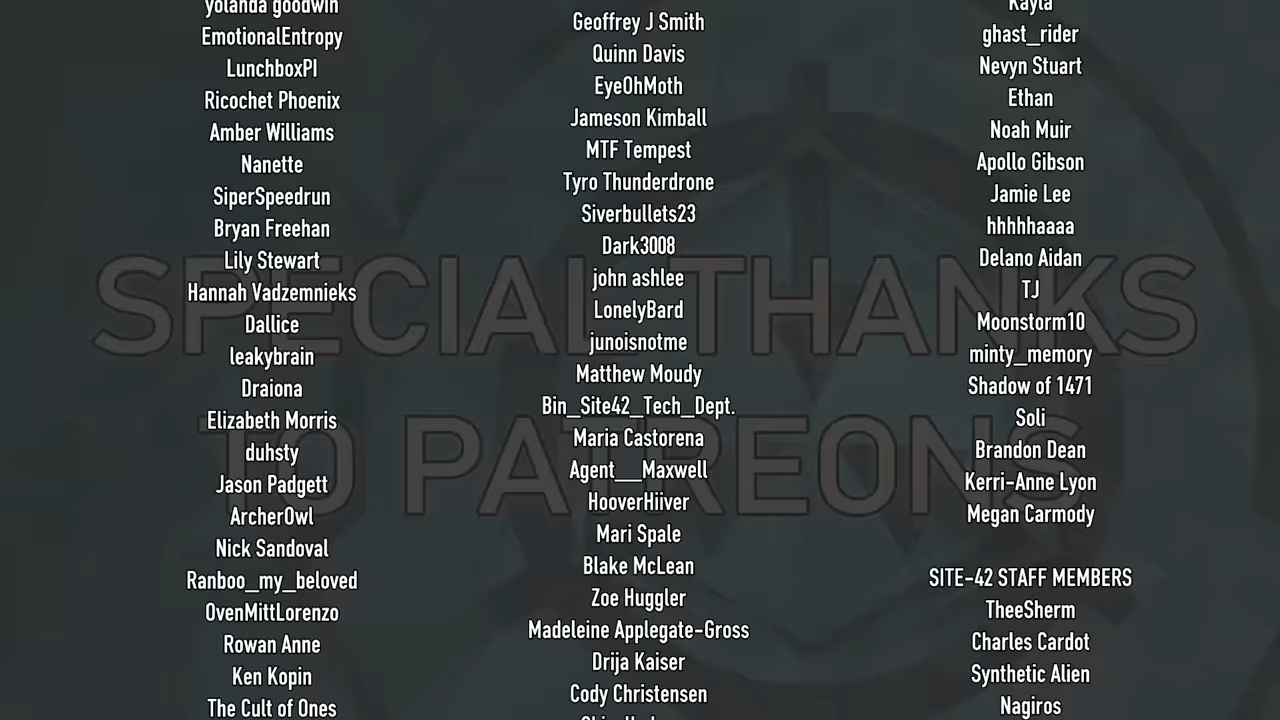 yolanda goodwin
EmotionalEntropy
LunchboxPI
Ricochet Phoenix
Amber Williams
Nanette
SiperSpeedrun
Bryan Freehan
Lily Stewart
Hannah Vadzemnieks
Dallice
leakybrain
Draiona
Elizabeth Morris
duhsty
Jason Padgett
ArcherOwl
Nick Sandoval
Ranboo_my_beloved
OvenMittLorenzo
Rowan Anne
Ken Kopin
The Cult of Ones
Geoffrey J Smith
Quinn Davis
EyeOhMoth
Jameson Kimball
MTF Tempest
Tyro Thunderdrone
Siverbullets23
Dark3008
john ashlee
LonelyBard
junoisnotme
Matthew Moudy
Bin_Site42_Tech_Dept.
Maria Castorena
Agent__Maxwell
HooverHiiver
Mari Spale
Blake McLean
Zoe Huggler
Madeleine Applegate-Gross
Drija Kaiser
Cody Christensen
Kayla
ghast_rider
Nevyn Stuart
Ethan
Noah Muir
Apollo Gibson
Jamie Lee
hhhhhaaaa
Delano Aidan
TJ
Moonstorm10
minty_memory
Shadow of 1471
Soli
Brandon Dean
Kerri-Anne Lyon
Megan Carmody
SITE-42 STAFF MEMBERS
TheeSherm
Charles Cardot
Synthetic Alien
Nagiros
SPECIAL THANKS
TO PATREONS